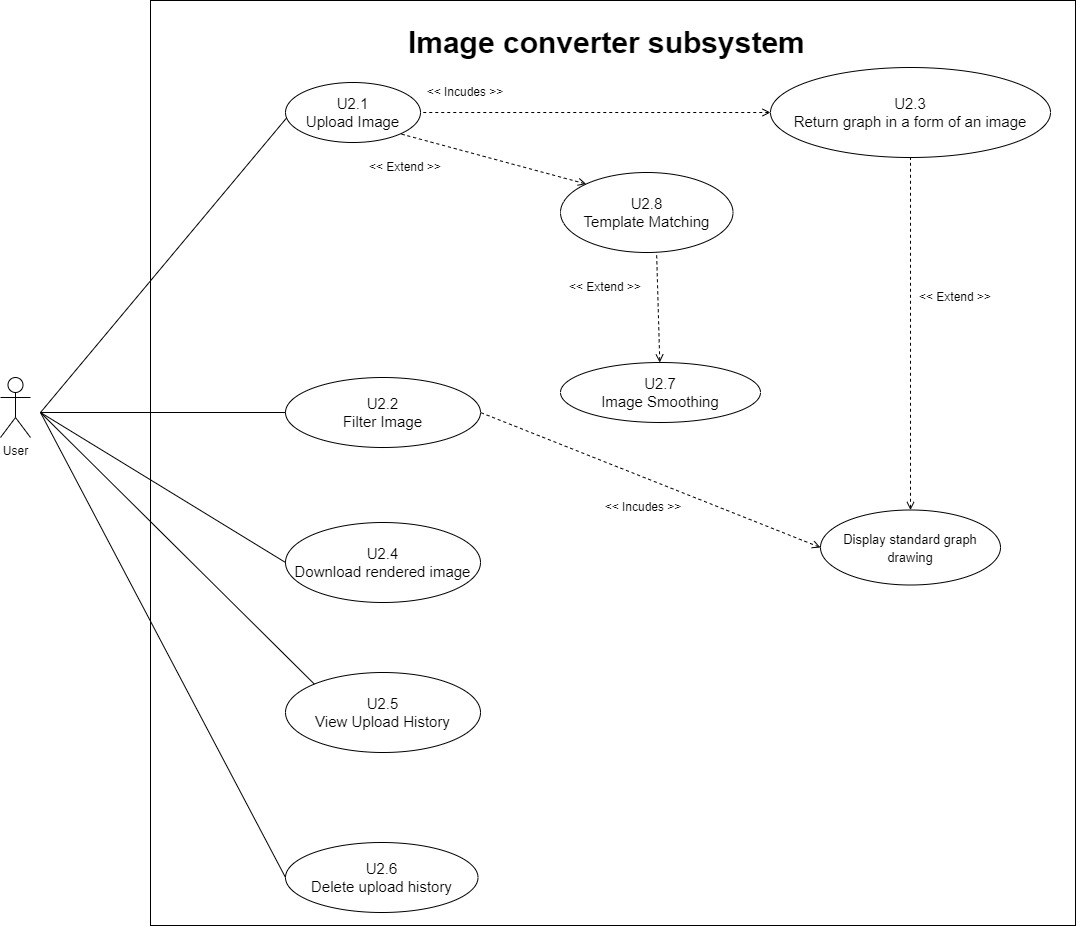 Image converter subsystem
<< Incudes >>
U2.1
Upload Image
U2.3
Return graph in a form of an image
<< Extend >>
U2.8
Template Matching
<< Extend >>
<< Extend >>
U2.7
Image Smoothing
User
U2.2
Filter Image
<< Incudes >>
Display standard graph
drawing
U2.4
Download rendered image
U2.5
View Upload History
U2.6
Delete upload history